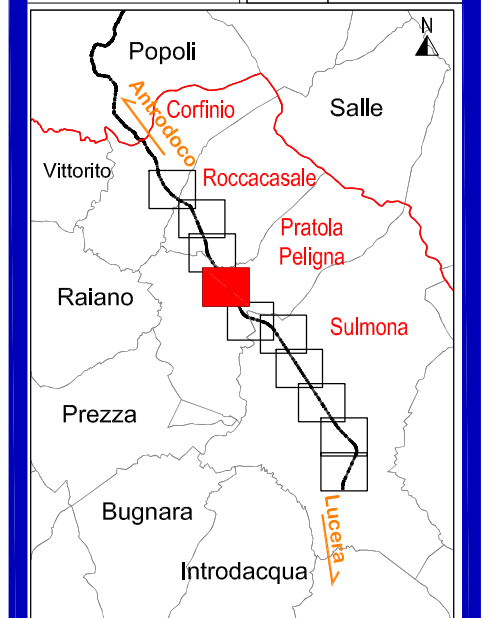 N
Popoli
Antrodoco
Corfinio
Salle
Vittorito
Roccacasale
Pratola
Peligna
Raiano
Sulmona
Prezza
Bugnara
Lucera
Introdacqua